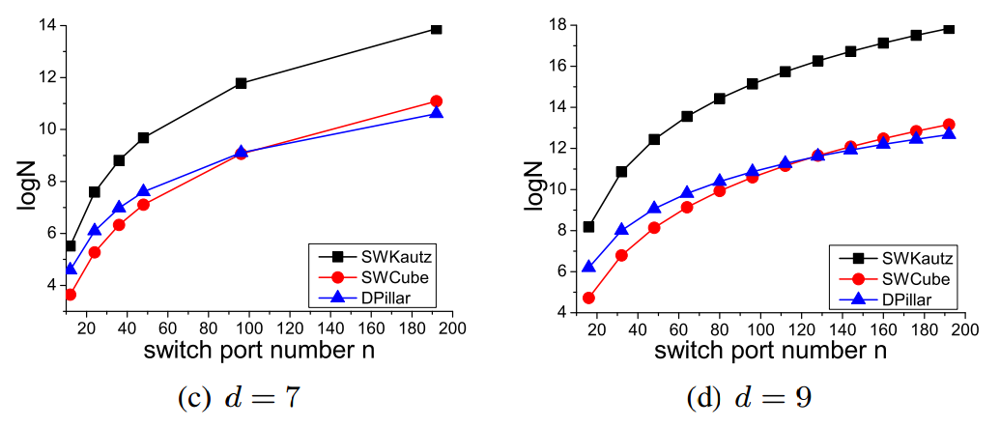 14
12
10
8
6
4
logN
20 40 60 80 100 120 140 160 180 200
switch port number n
SWKautz
SWCube
DPillar
(c) d = 7
18
16
14
12
10
8
6
4
logN
20 40 60 80 100 120 140 160 180 200
switch port number n
SWKautz
SWCube
DPillar
(d) d = 9